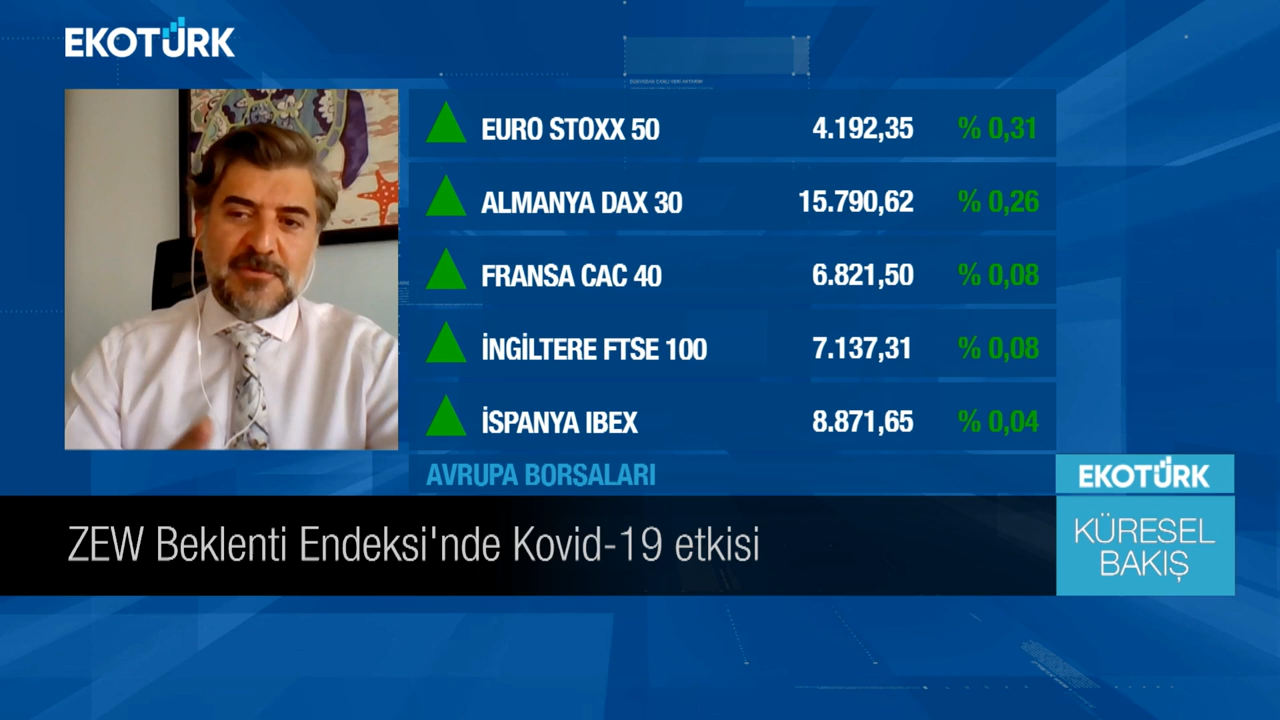 EKOTÜRK
EURO STOXX 50 4.192,35 % 0,31
ALMANYA DAX 30 15.790,62 % 0,26
FRANSA CAC 40 6.821,50 % 0,08
İNGİLTERE FTSE 100 7.137,31 % 0,08
İSPANYA IBEX 8.871,65 % 0,04
AVRUPA BORSALARI
EKOTÜRK
ZEW Beklenti Endeksi'nde Kovid-19 etkisi
KÜRESEL
BAKIŞ